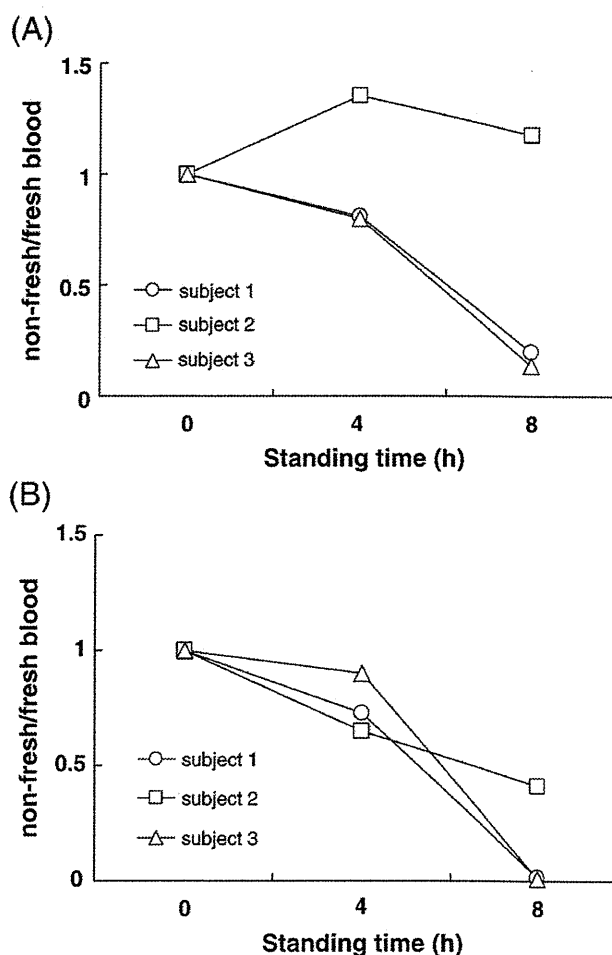 (A)
non-fresh/fresh blood
1.5
1
0.5
0
subject 1
subject 2
subject 3
0 4 8
Standing time (h)
(B)
non-fresh/fresh blood
1.5
1
0.5
0
subject 1
subject 2
subject 3
0 4 8
Standing time (h)